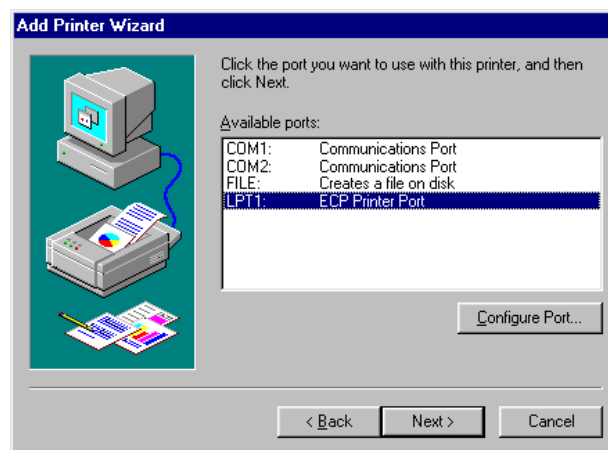 Add Printer Wizard
Click the port you want to use with this printer, and then
click Next.
Available ports:
COM1: Communications Port
COM2: Communications Port
FILE: Creates a file on disk
LPT1: ECP Printer Port
Configure Port...
< Back
Next >
Cancel